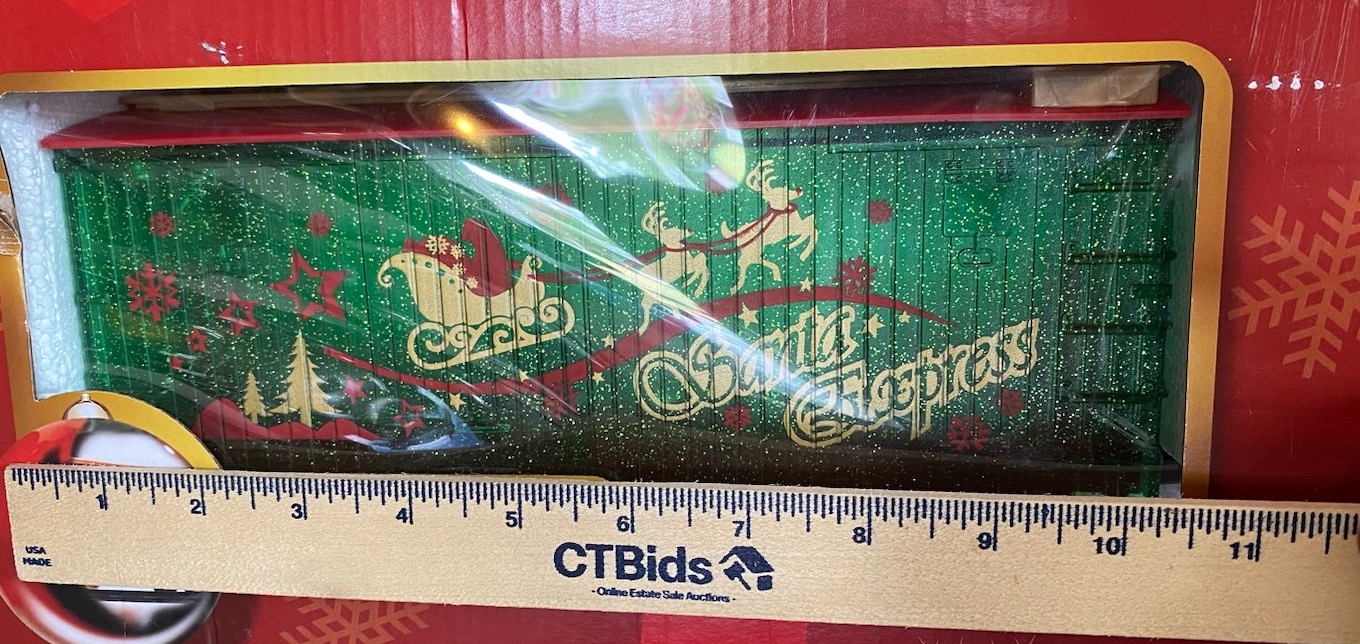 Santa
Express
1 2 3 4 5 6 7 8 9 10 11
USA
MADE
CTBids
- Online Estate Sale Auctions -